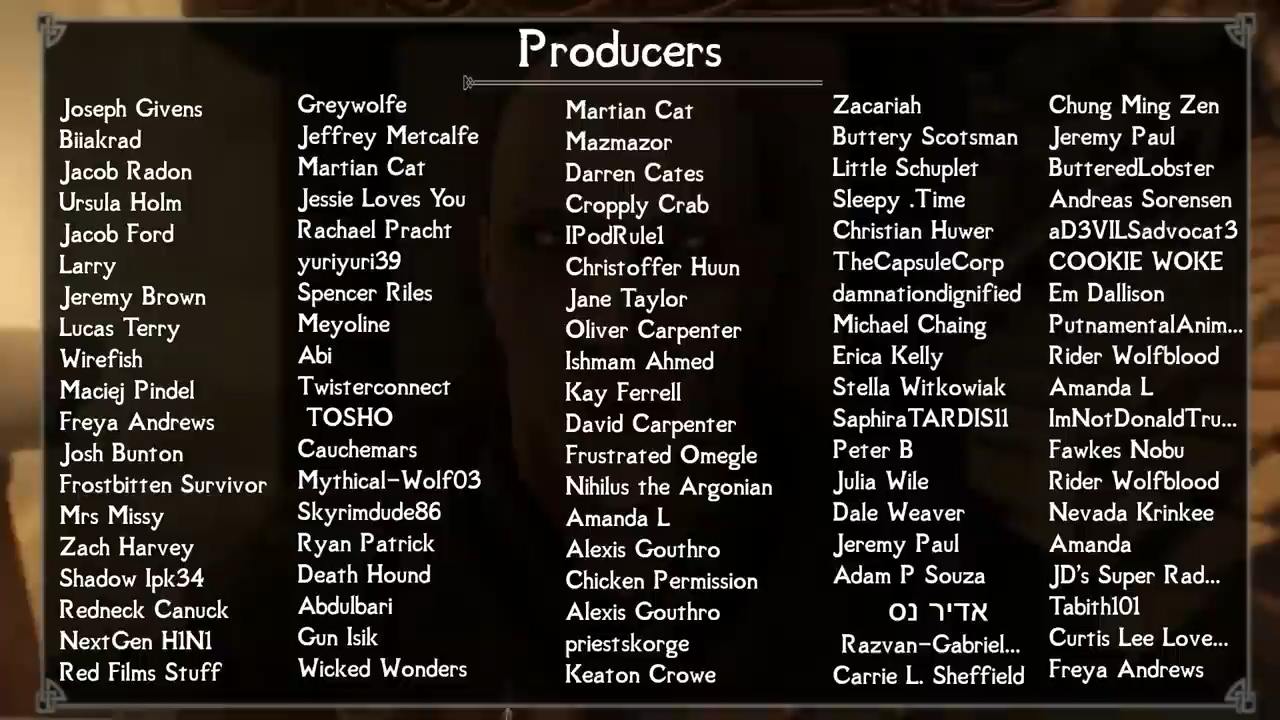 Producers
Joseph Givens
Biiakrad
Jacob Radon
Ursula Holm
Jacob Ford
Larry
Jeremy Brown
Lucas Terry
Wirefish
Maciej Pindel
Freya Andrews
Josh Bunton
Frostbitten Survivor
Mrs Missy
Zach Harvey
Shadow Ipk34
Redneck Canuck
NextGen H1N1
Red Films Stuff
Greywolfe
Jeffrey Metcalfe
Martian Cat
Jessie Loves You
Rachael Pracht
yuriyuri39
Spencer Riles
Meyoline
Abi
Twisterconnect
TOSHO
Cauchemars
Mythical-Wolf03
Skyrimdude86
Ryan Patrick
Death Hound
Abdulbari
Gun Isik
Wicked Wonders
Martian Cat
Mazmazor
Darren Cates
Cropply Crab
IPodRule1
Christoffer Huun
Jane Taylor
Oliver Carpenter
Ishmam Ahmed
Kay Ferrell
David Carpenter
Frustrated Omegle
Nihilus the Argonian
Amanda L
Alexis Gouthro
Chicken Permission
Alexis Gouthro
priestskorge
Keaton Crowe
Zacariah
Buttery Scotsman
Little Schuplet
Sleepy .Time
Christian Huwer
TheCapsuleCorp
damnationdignified
Michael Chaing
Erica Kelly
Stella Witkowiak
SaphiraTARDIS11
Peter B
Julia Wile
Dale Weaver
Jeremy Paul
Adam P Souza
אדיר נס
Razvan-Gabriel...
Carrie L. Sheffield
Chung Ming Zen
Jeremy Paul
ButteredLobster
Andreas Sorensen
aD3VILSadvocat3
COOKIE WOKE
Em Dallison
PutnamentalAnim...
Rider Wolfblood
Amanda L
ImNotDonaldTru...
Fawkes Nobu
Rider Wolfblood
Nevada Krinkee
Amanda
JD's Super Rad...
Tabith101
Curtis Lee Love...
Freya Andrews